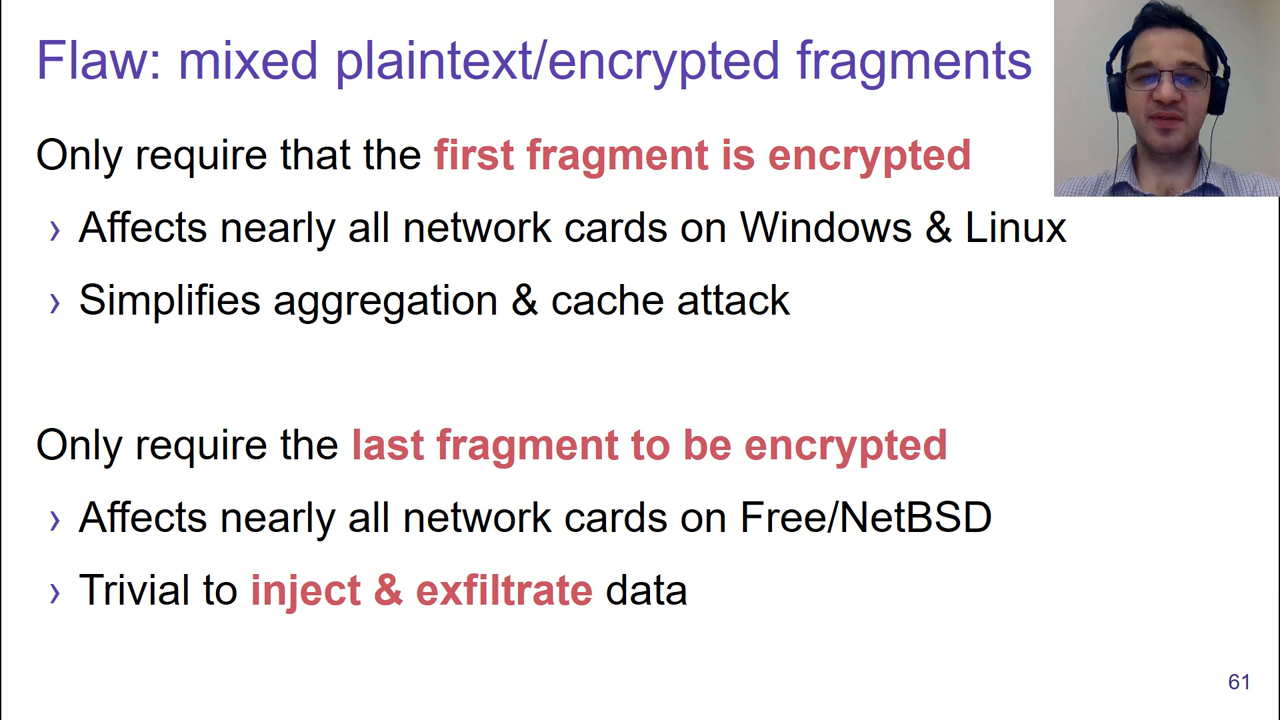 Flaw: mixed plaintext/encrypted fragments
Only require that the first fragment is encrypted
› Affects nearly all network cards on Windows & Linux
› Simplifies aggregation & cache attack
Only require the last fragment to be encrypted
› Affects nearly all network cards on Free/NetBSD
› Trivial to inject & exfiltrate data
61